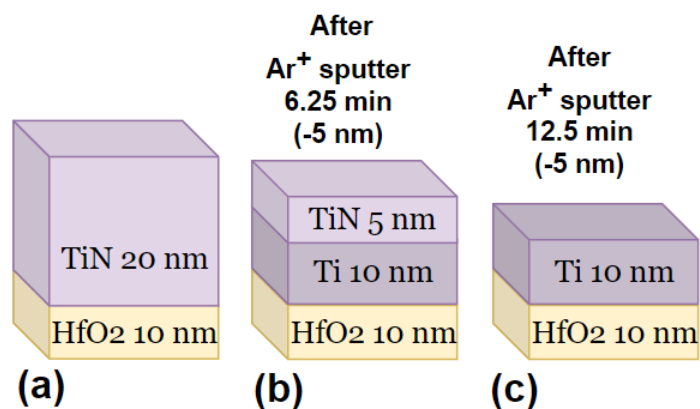 After
Ar+ sputter
6.25 min
(-5 nm)
After
Ar+ sputter
12.5 min
(-5 nm)
TiN 20 nm
HfO2 10 nm
TiN 5 nm
Ti 10 nm
HfO2 10 nm
Ti 10 nm
HfO2 10 nm
(a)
(b)
(c)